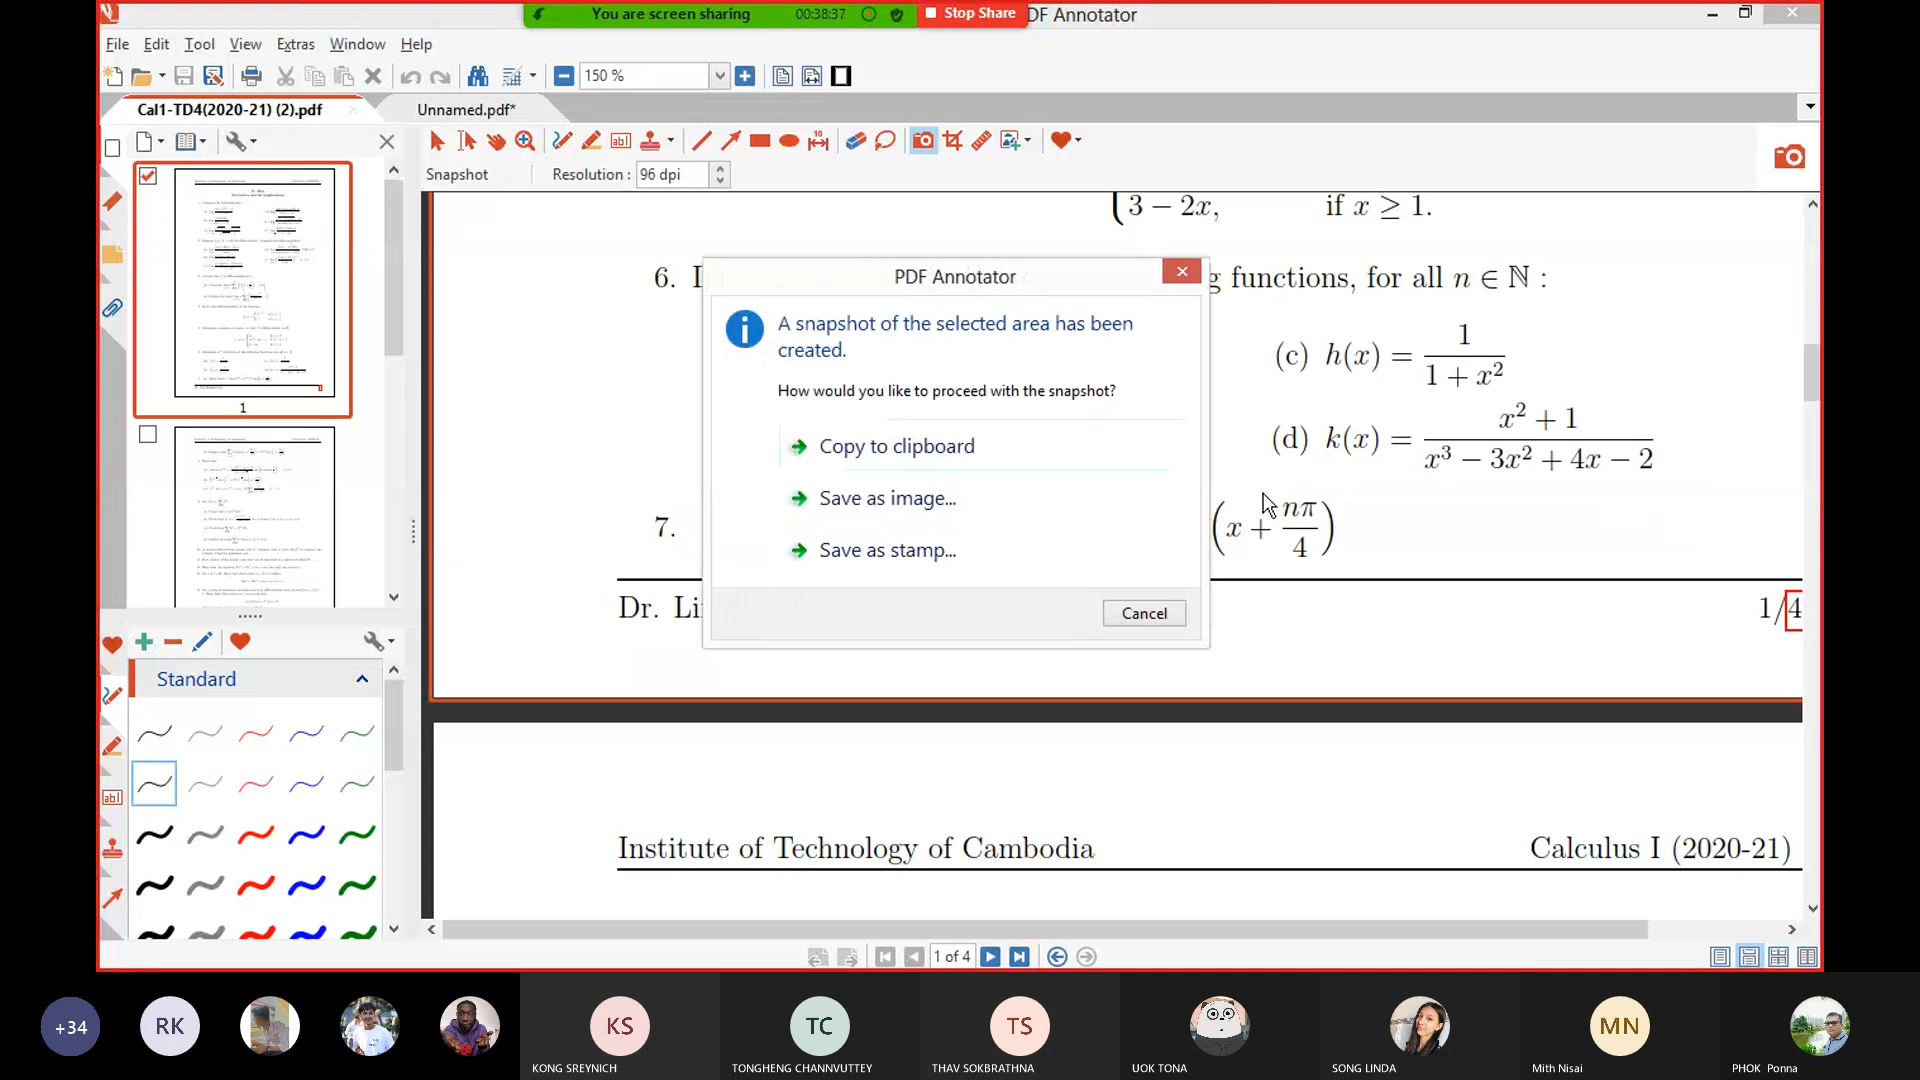 You are screen sharing 00:38:37 Stop Share DF Annotator
File Edit Tool View Extras Window Help
150 %
Cal1-TD4(2020-21) (2).pdf Unnamed.pdf*
Snapshot Resolution : 96 dpi
3 − 2x, if x ≥ 1.
6. g functions, for all n ∈ ℕ :
PDF Annotator
A snapshot of the selected area has been
created.
How would you like to proceed with the snapshot?
Copy to clipboard
Save as image...
Save as stamp...
Cancel
(c) h(x) = 1 / (1 + x²)
(d) k(x) = (x² + 1) / (x³ − 3x² + 4x − 2)
7. (x + nπ/4)
Dr. Li 1/4
1
Standard
Institute of Technology of Cambodia Calculus I (2020-21)
1 of 4
+34 RK KS TC TS MN
KONG SREYNICH TONGHENG CHANNVUTTEY THAV SOKBRATHNA UOK TONA SONG LINDA Mith Nisai PHOK Ponna